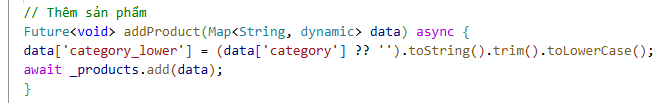 // Thêm sản phẩm
Future<void> addProduct(Map<String, dynamic> data) async {
data['category_lower'] = (data['category'] ?? '').toString().trim().toLowerCase();
await _products.add(data);
}